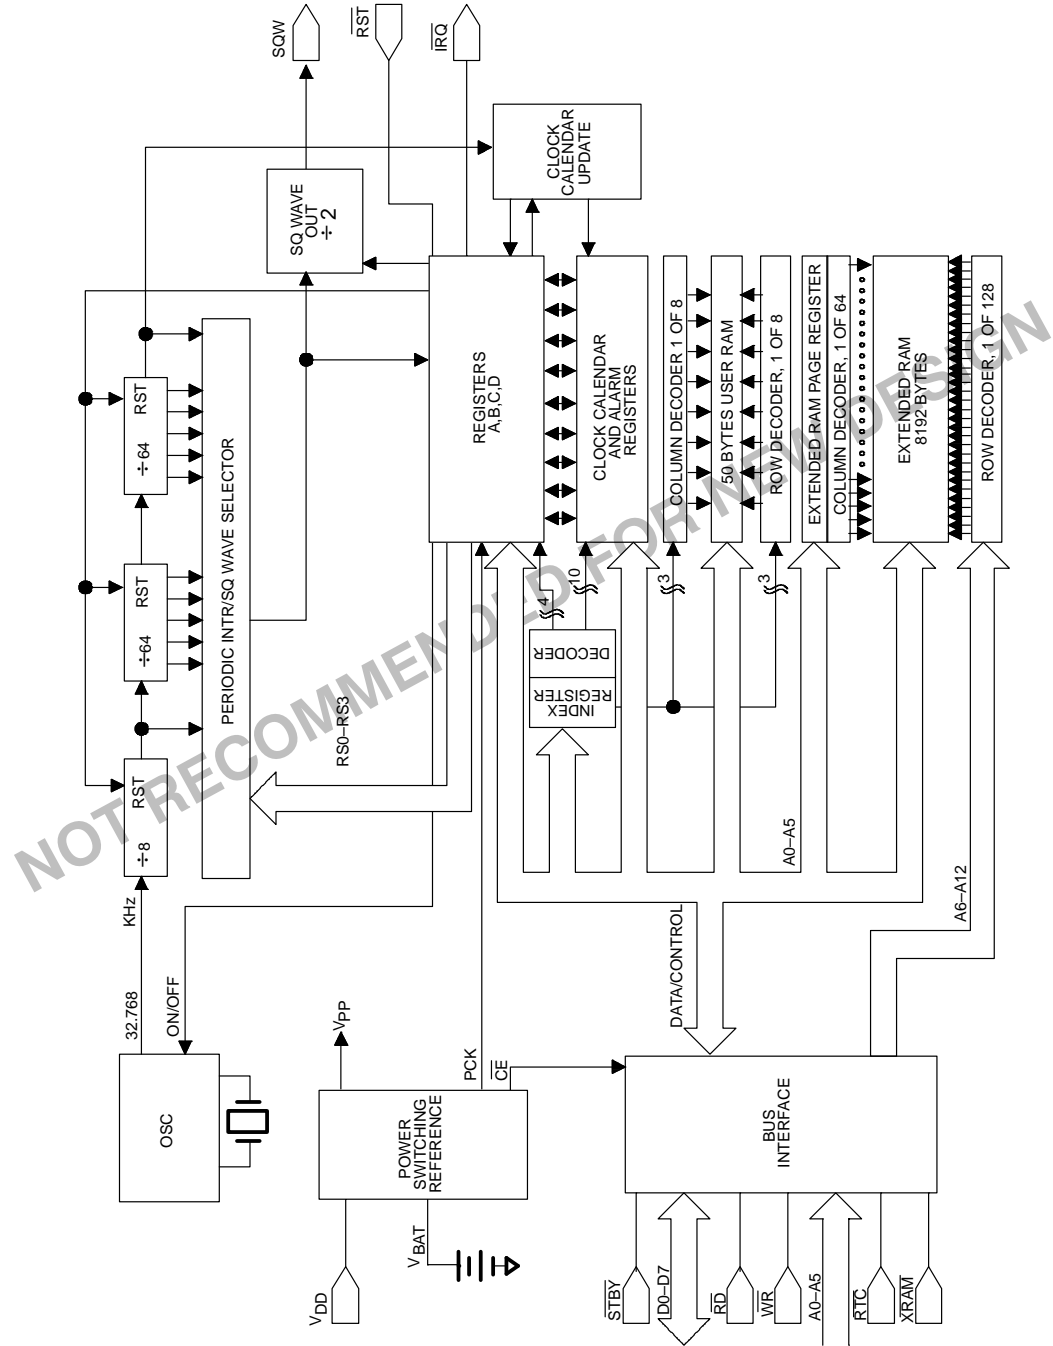 SQW
RST
IRQ
CLOCK
CALENDAR
UPDATE
SQ WAVE
OUT
÷ 2
÷64
RST
÷64
RST
÷8
RST
PERIODIC INTR/SQ WAVE SELECTOR
REGISTERS
A,B,C,D
CLOCK CALENDAR
AND ALARM
REGISTERS
COLUMN DECODER 1 OF 8
50 BYTES USER RAM
ROW DECODER, 1 OF 8
EXTENDED RAM PAGE REGISTER
COLUMN DECODER, 1 OF 64
EXTENDED RAM
8192 BYTES
ROW DECODER, 1 OF 128
NOT RECOMMENDED FOR NEW DESIGN
4
10
3
3
DECODER
INDEX
REGISTER
RS0–RS3
A0–A5
A6–A12
DATA/CONTROL
32.768
KHz
ON/OFF
OSC
VPP
PCK
CE
POWER
SWITCHING
REFERENCE
BUS
INTERFACE
VDD
VBAT
STBY
D0–D7
RD
WR
A0–A5
RTC
XRAM